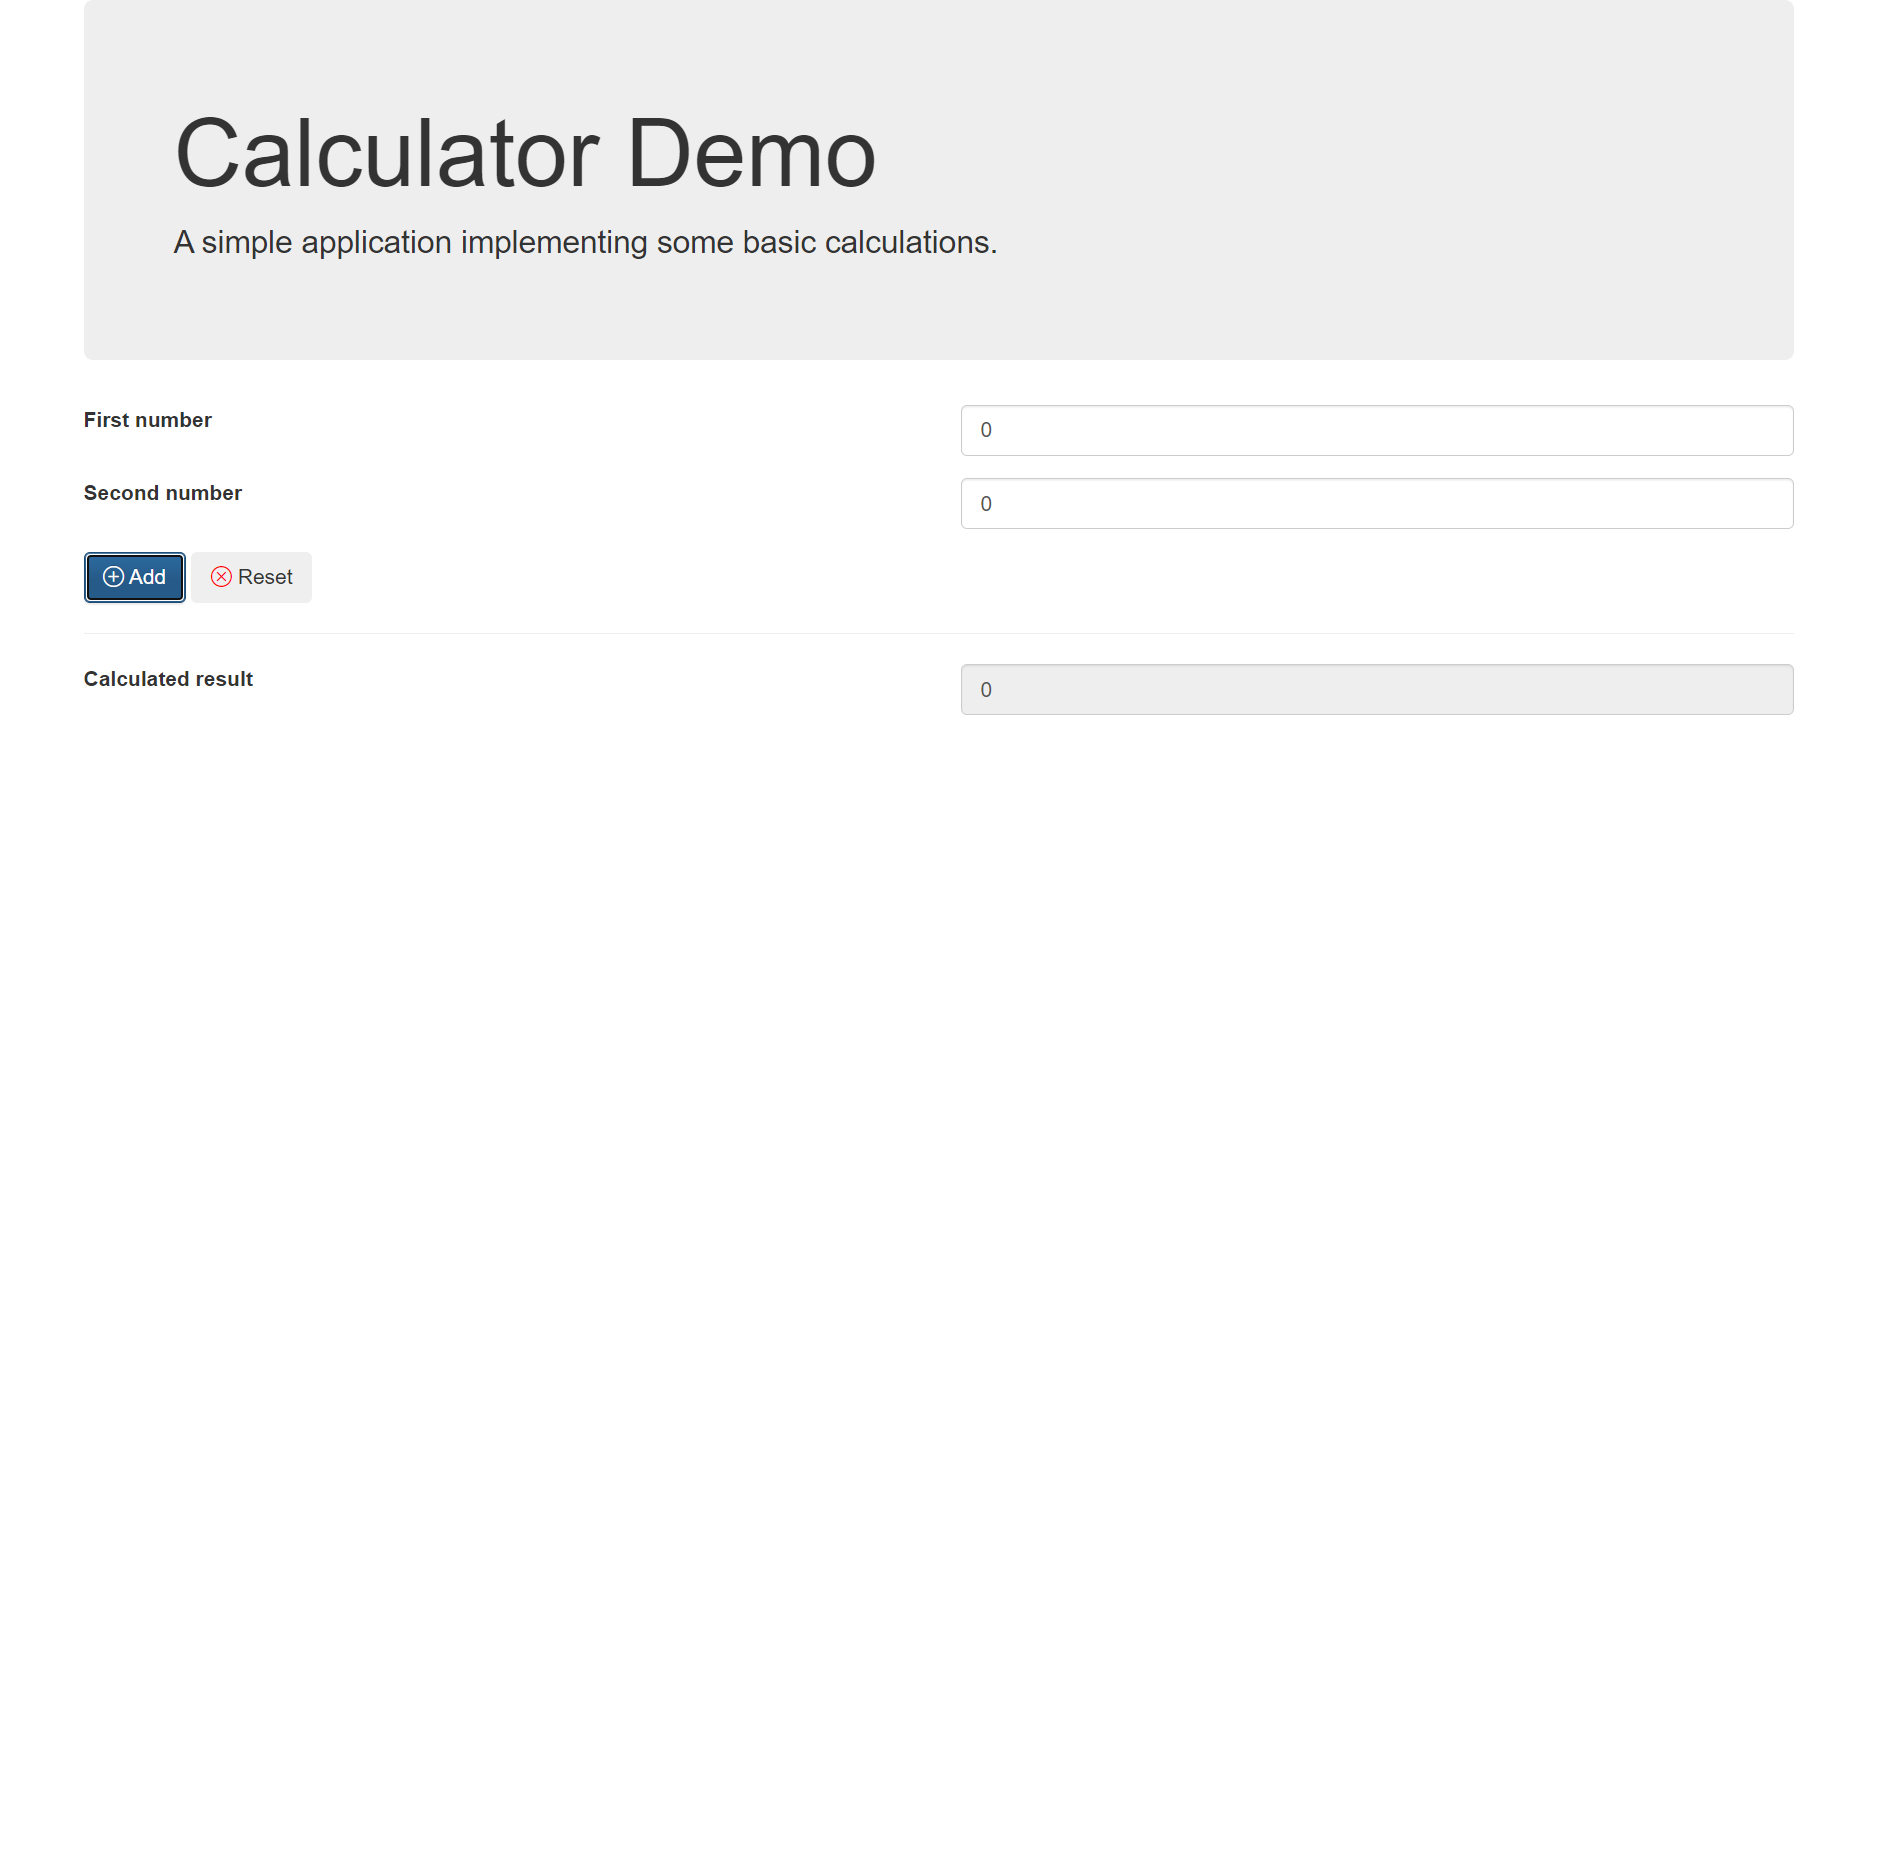 Calculator Demo
A simple application implementing some basic calculations.
First number
0
Second number
0
Add
Reset
Calculated result
0